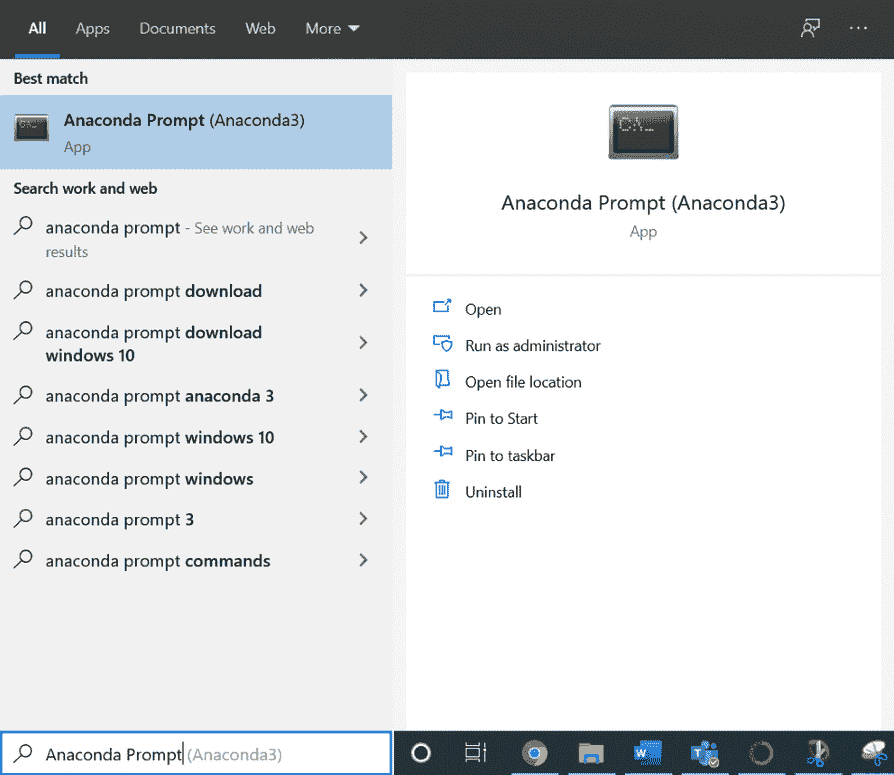 All Apps Documents Web More
Best match
Anaconda Prompt (Anaconda3)
App
Search work and web
anaconda prompt - See work and web
results
anaconda prompt download
anaconda prompt download
windows 10
anaconda prompt anaconda 3
anaconda prompt windows 10
anaconda prompt windows
anaconda prompt 3
anaconda prompt commands
Anaconda Prompt (Anaconda3)
App
Open
Run as administrator
Open file location
Pin to Start
Pin to taskbar
Uninstall
Anaconda Prompt (Anaconda3)